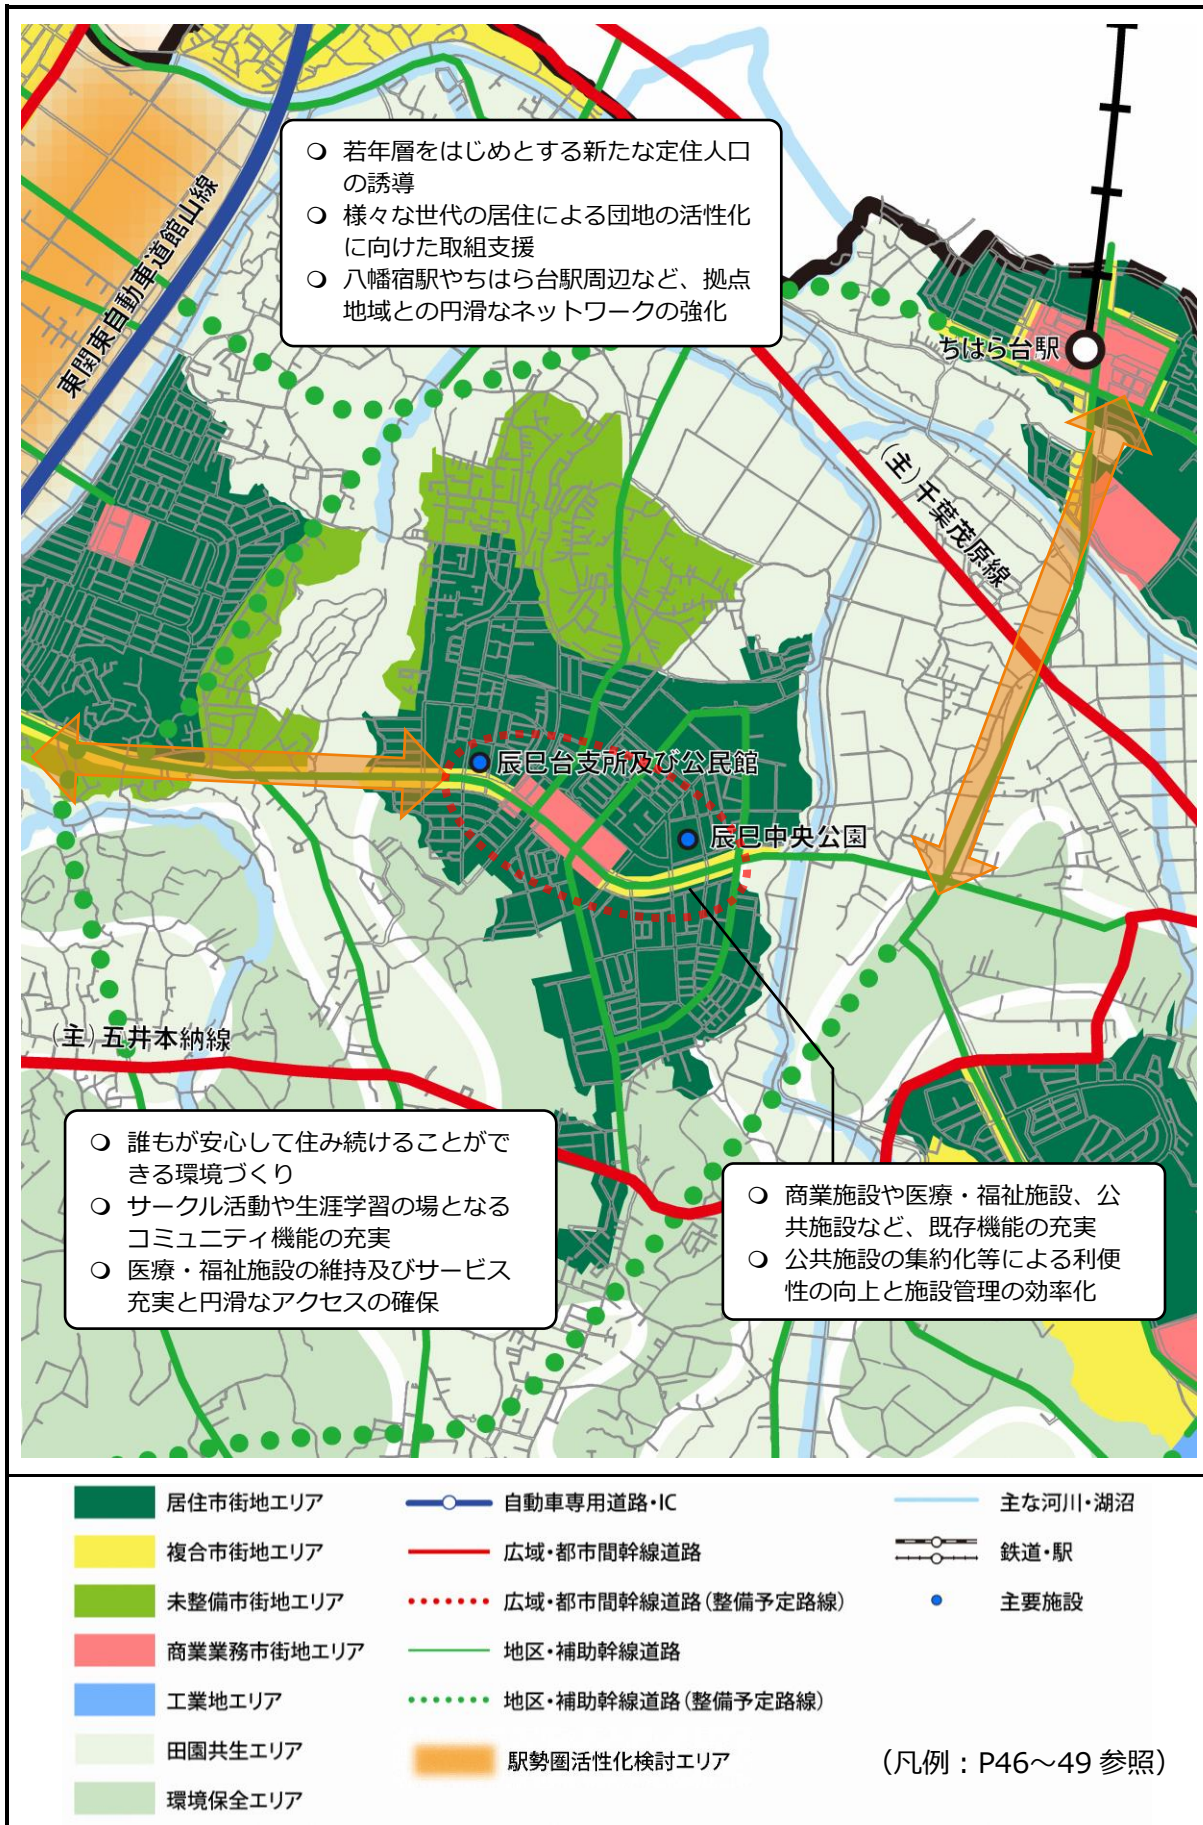 ○ 若年層をはじめとする新たな定住人口
の誘導
○ 様々な世代の居住による団地の活性化
に向けた取組支援
○ 八幡宿駅やちはら台駅周辺など、拠点
地域との円滑なネットワークの強化
東関東自動車道館山線
ちはら台駅
(主)千葉茂原線
辰巳台支所及び公民館
辰巳中央公園
(主)五井本納線
○ 誰もが安心して住み続けることがで
きる環境づくり
○ サークル活動や生涯学習の場となる
コミュニティ機能の充実
○ 医療・福祉施設の維持及びサービス
充実と円滑なアクセスの確保
○ 商業施設や医療・福祉施設、公
共施設など、既存機能の充実
○ 公共施設の集約化等による利便
性の向上と施設管理の効率化
居住市街地エリア
複合市街地エリア
未整備市街地エリア
商業業務市街地エリア
工業地エリア
田園共生エリア
環境保全エリア
自動車専用道路・IC
広域・都市間幹線道路
広域・都市間幹線道路(整備予定路線)
地区・補助幹線道路
地区・補助幹線道路(整備予定路線)
駅勢圏活性化検討エリア
主な河川・湖沼
鉄道・駅
主要施設
(凡例：P46～49 参照)